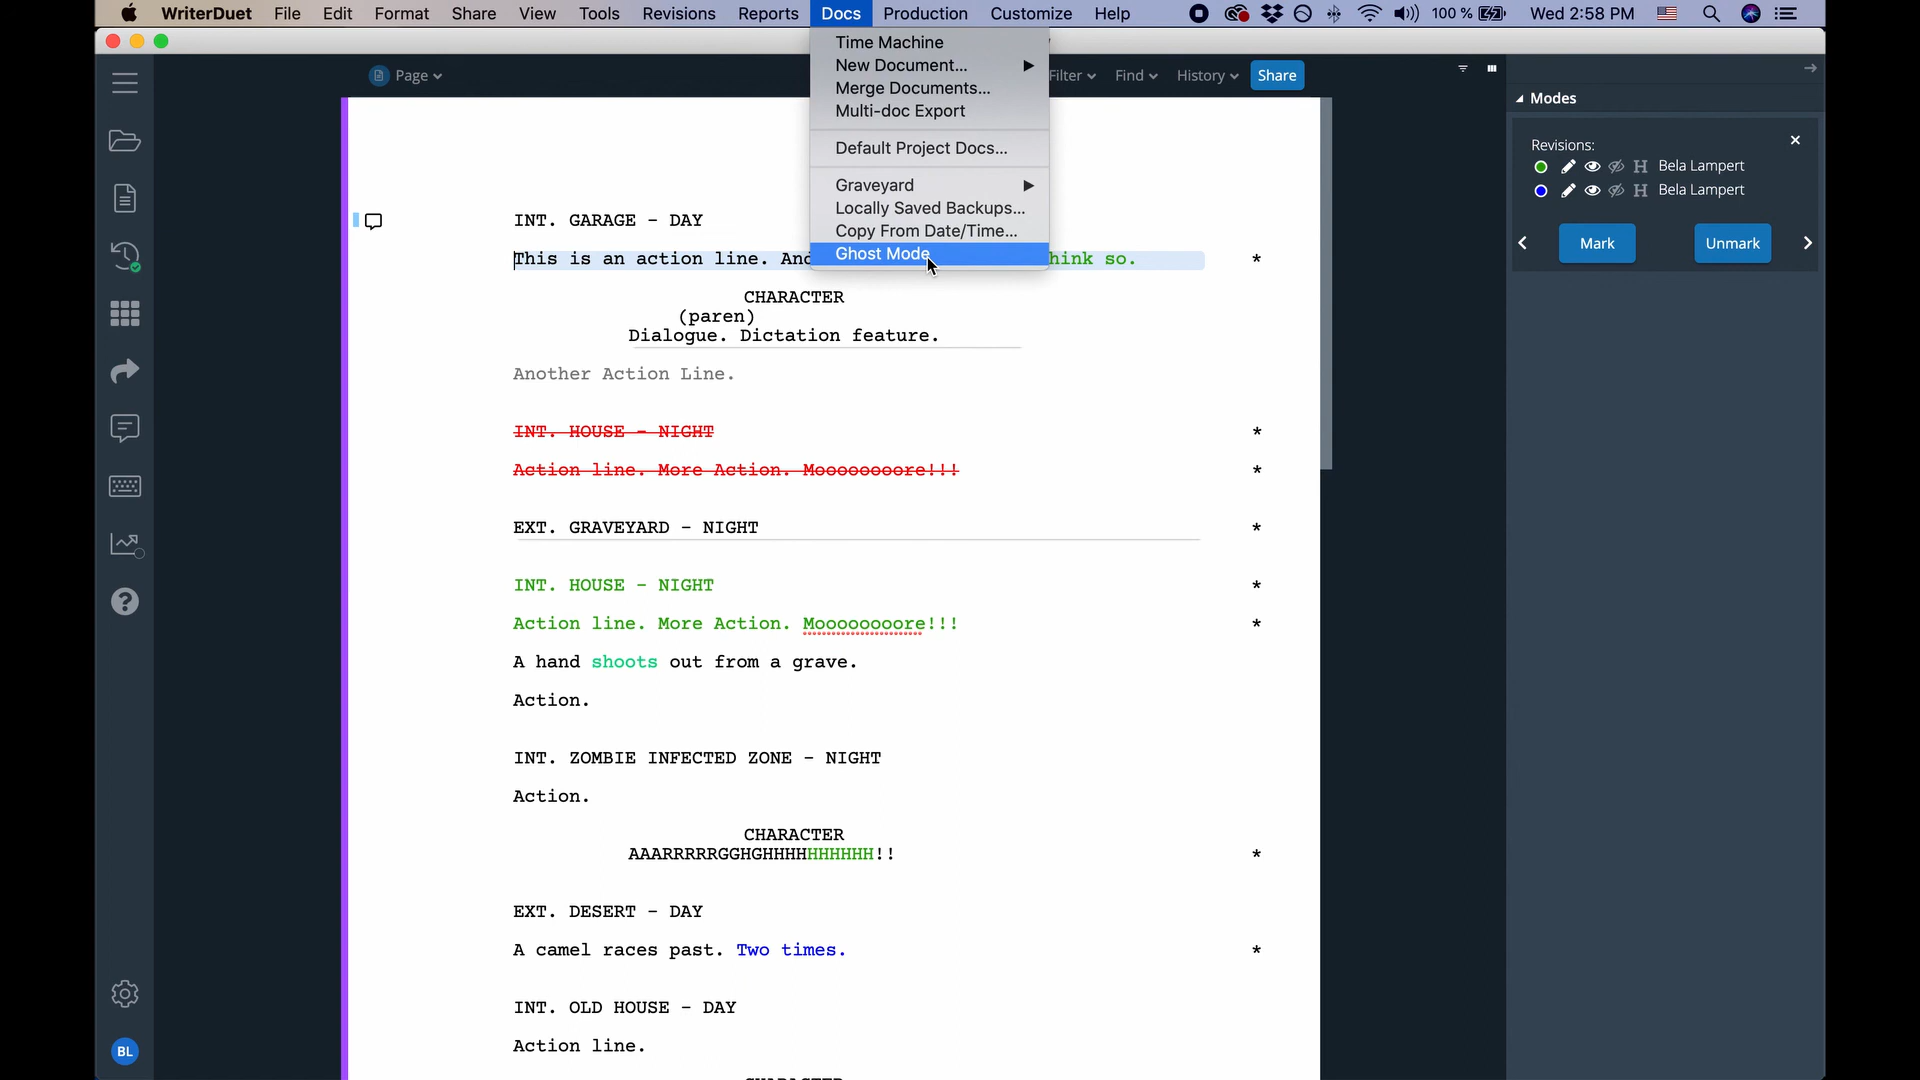 WriterDuet File Edit Format Share View Tools Revisions Reports Docs Production Customize Help 100 % Wed 2:58 PM
Time Machine
New Document...
Merge Documents...
Multi-doc Export
Default Project Docs...
Graveyard
Locally Saved Backups...
Copy From Date/Time...
Ghost Mode
Page Filter Find History Share
INT. GARAGE - DAY
This is an action line. And hink so. *
CHARACTER
(paren)
Dialogue. Dictation feature.
Another Action Line.
INT. HOUSE - NIGHT *
Action line. More Action. Mooooooooore!!! *
EXT. GRAVEYARD - NIGHT *
INT. HOUSE - NIGHT *
Action line. More Action. Mooooooooore!!! *
A hand shoots out from a grave.
Action.
INT. ZOMBIE INFECTED ZONE - NIGHT
Action.
CHARACTER
AAARRRRRGGHGHHHHHHHHHH!! *
EXT. DESERT - DAY
A camel races past. Two times. *
INT. OLD HOUSE - DAY
Action line.
Modes
Revisions:
H Bela Lampert
H Bela Lampert
Mark Unmark
BL